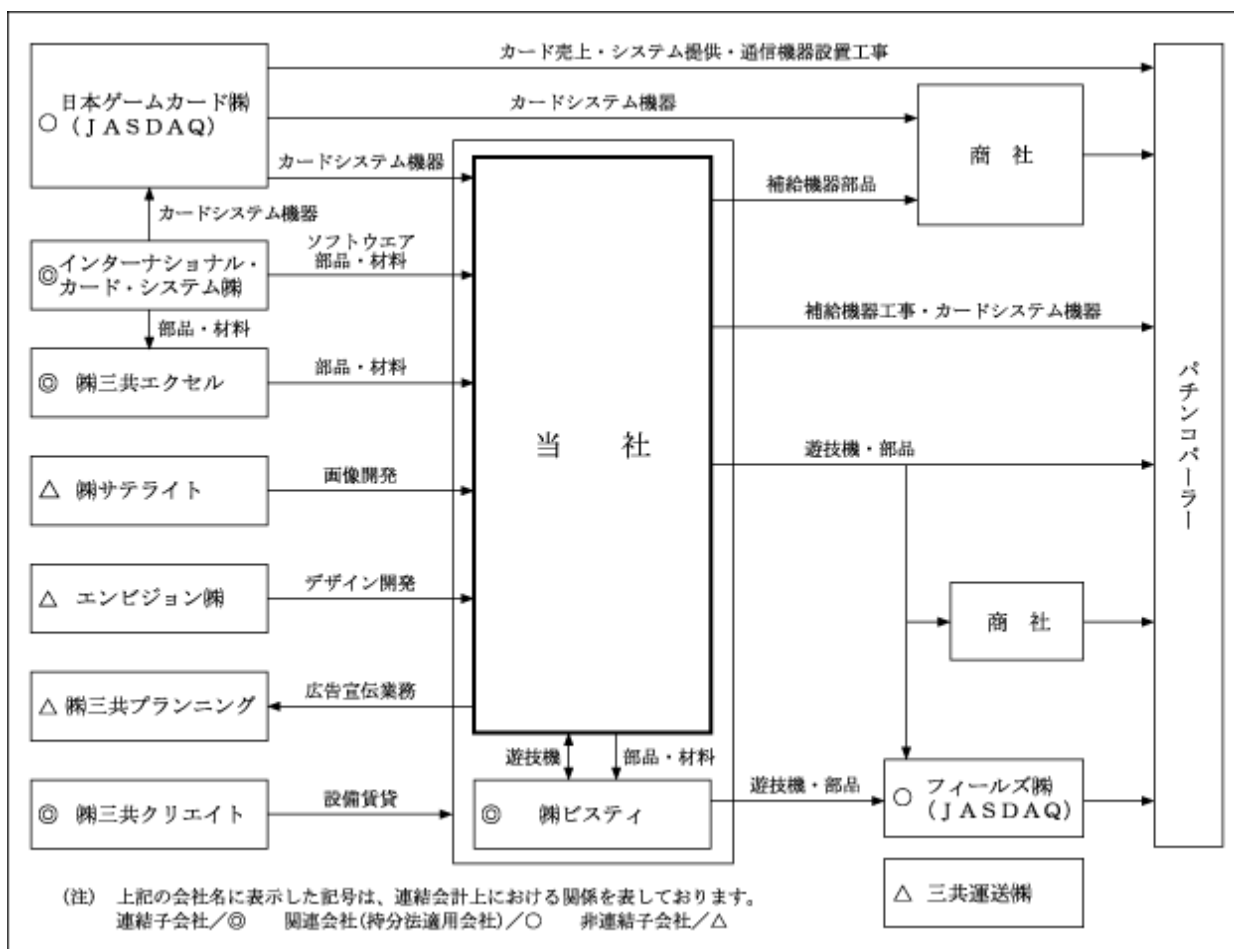 カード売上・システム提供・通信機器設置工事
日本ゲームカード㈱
○
(ＪＡＳＤＡＱ)
カードシステム機器
商　社
カードシステム機器
補給機器部品
カードシステム機器
ソフトウエア
部品・材料
◎インターナショナル・
カード・システム㈱
補給機器工事・カードシステム機器
部品・材料
◎　㈱三共エクセル
部品・材料
当　　社
パチンコパーラー
遊技機・部品
△　㈱サテライト
画像開発
△　エンビジョン㈱
デザイン開発
商　社
△ ㈱三共プランニング
広告宣伝業務
遊技機
部品・材料
◎　㈱三共クリエイト
設備賃貸
◎　㈱ビスティ
遊技機・部品
○　フィールズ㈱
(ＪＡＳＤＡＱ)
△　三共運送㈱
(注)　上記の会社名に表示した記号は、連結会計上における関係を表しております。
連結子会社／◎　　関連会社(持分法適用会社)／○　　非連結子会社／△